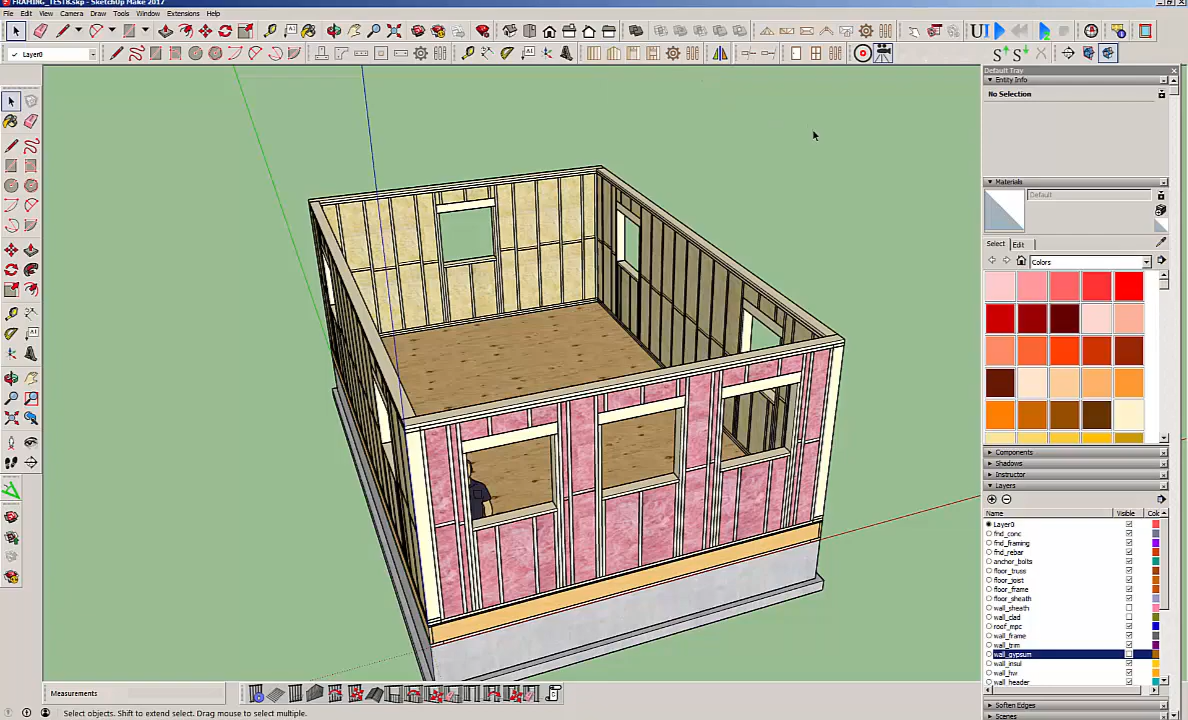 FRAMING_TEST8.skp - SketchUp Make 2017
File Edit View Camera Draw Tools Window Extensions Help
Layer0
UI
Default Tray
Entity Info
No Selection
Materials
Default
Select Edit
Colors
Components
Shadows
Instructor
Layers
Name Visible Col
Layer0
fnd_conc
fnd_framing
fnd_rebar
anchor_bolts
floor_truss
floor_joist
floor_frame
floor_sheath
wall_sheath
wall_clad
roof_mpc
wall_frame
wall_trim
wall_gypsum
wall_insul
wall_hw
wall_header
Soft Edges
Scenes
Measurements
Select objects. Shift to extend select. Drag mouse to select multiple.